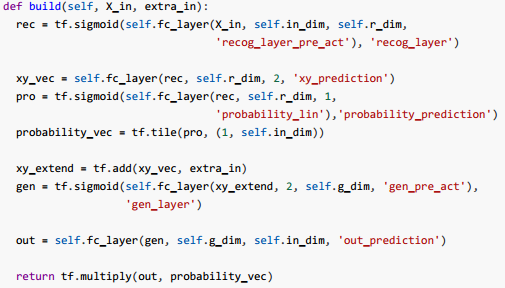 def build(self, X_in, extra_in):
  rec = tf.sigmoid(self.fc_layer(X_in, self.in_dim, self.r_dim,
                                 'recog_layer_pre_act'), 'recog_layer')

  xy_vec = self.fc_layer(rec, self.r_dim, 2, 'xy_prediction')
  pro = tf.sigmoid(self.fc_layer(rec, self.r_dim, 1,
                                 'probability_lin'),'probability_prediction')
  probability_vec = tf.tile(pro, (1, self.in_dim))

  xy_extend = tf.add(xy_vec, extra_in)
  gen = tf.sigmoid(self.fc_layer(xy_extend, 2, self.g_dim, 'gen_pre_act'),
                   'gen_layer')

  out = self.fc_layer(gen, self.g_dim, self.in_dim, 'out_prediction')

  return tf.multiply(out, probability_vec)